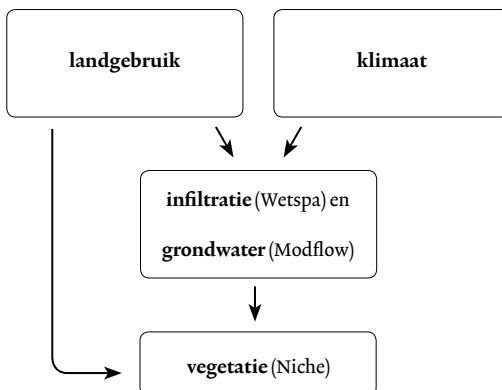 landgebruik
klimaat
infiltratie (Wetspa) en
grondwater (Modflow)
vegetatie (Niche)